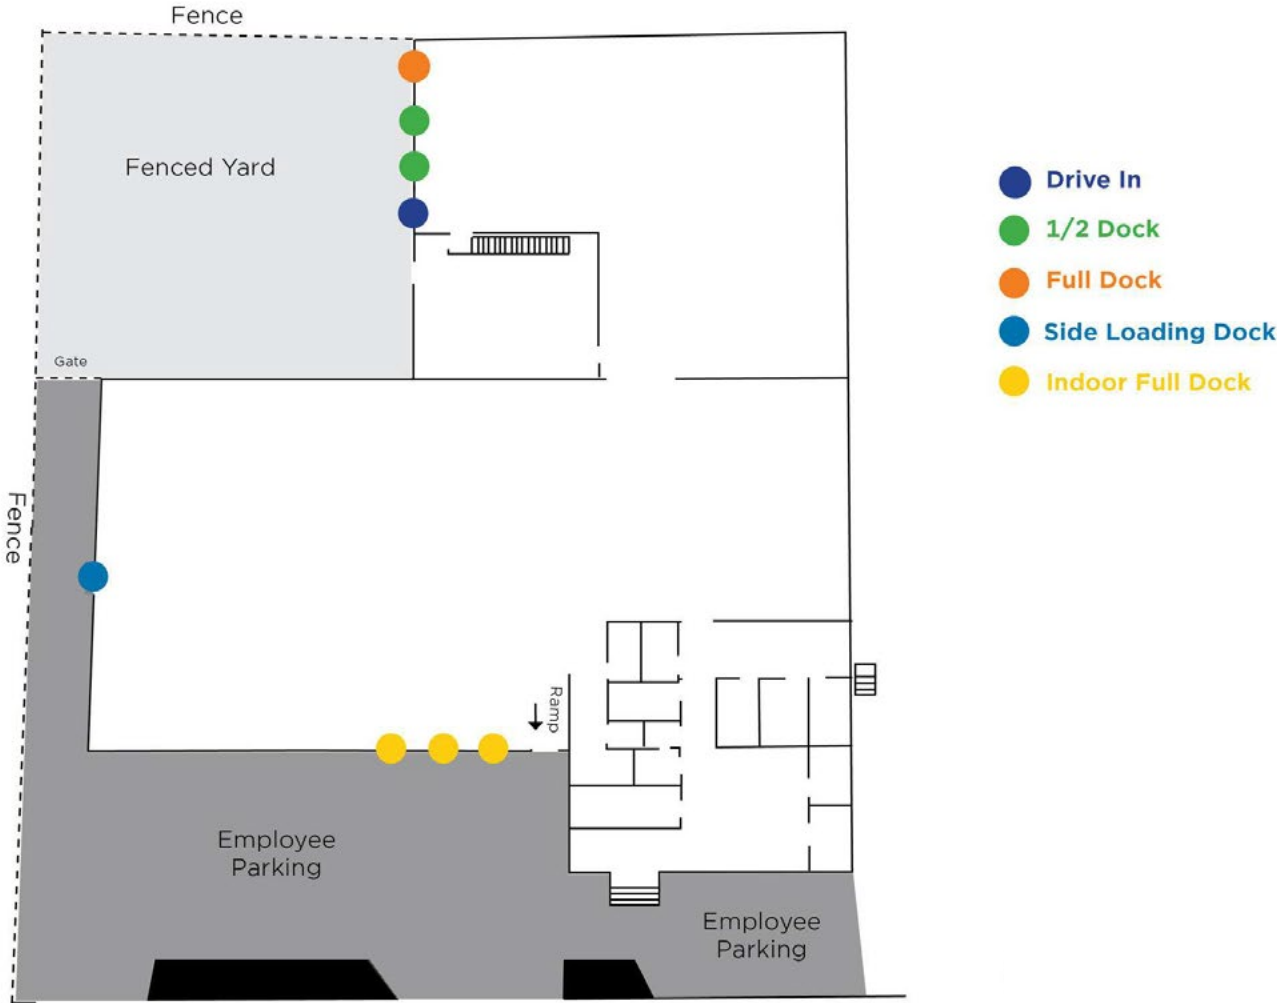 Fence
Fenced Yard
Gate
Fence
Ramp
Employee
Parking
Employee
Parking
Drive In
1/2 Dock
Full Dock
Side Loading Dock
Indoor Full Dock